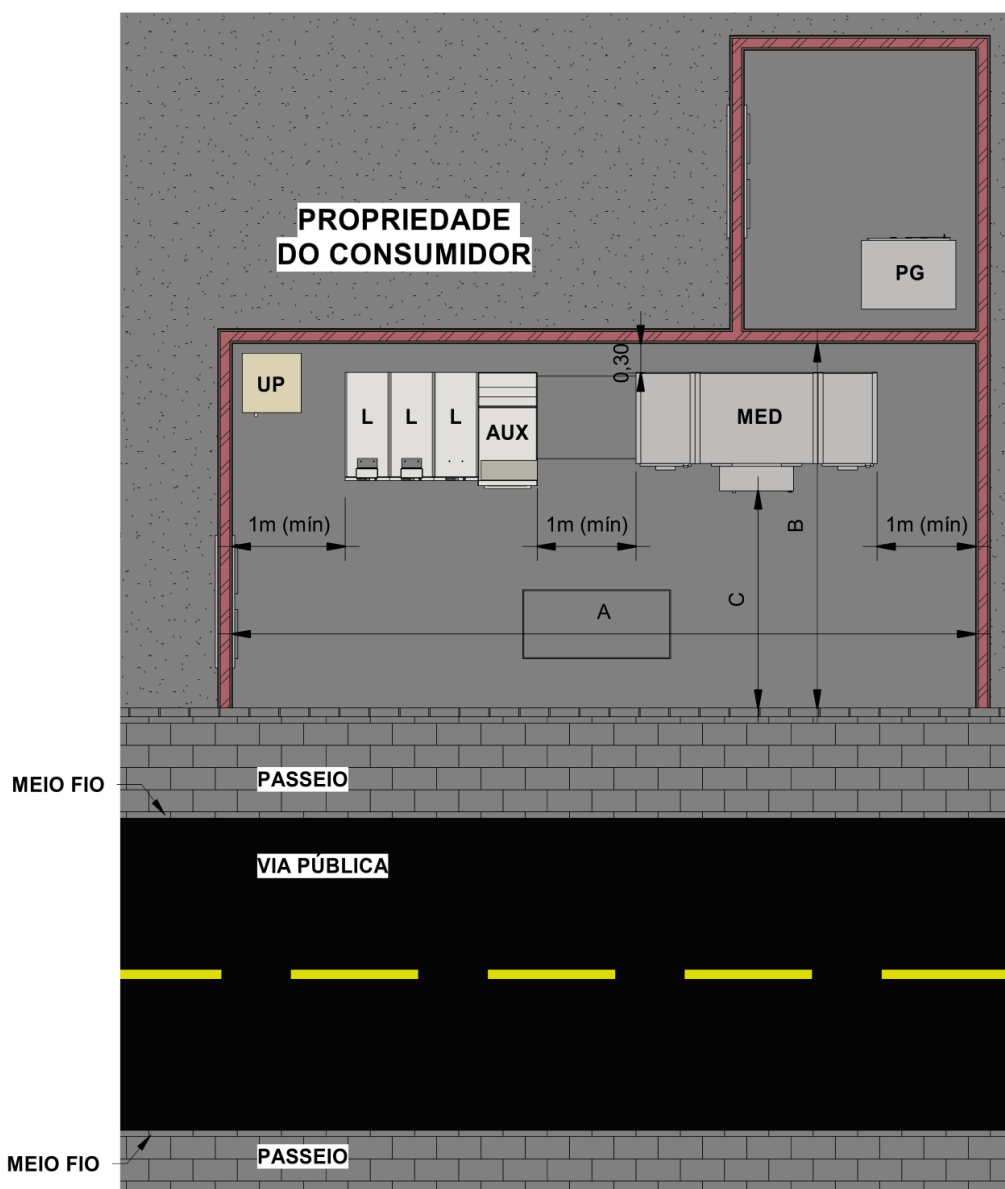 PROPRIEDADE
DO CONSUMIDOR
PG
UP
0,30
L
L
L
AUX
MED
1m (mín)
1m (mín)
B
1m (mín)
C
A
MEIO FIO
PASSEIO
VIA PÚBLICA
MEIO FIO
PASSEIO